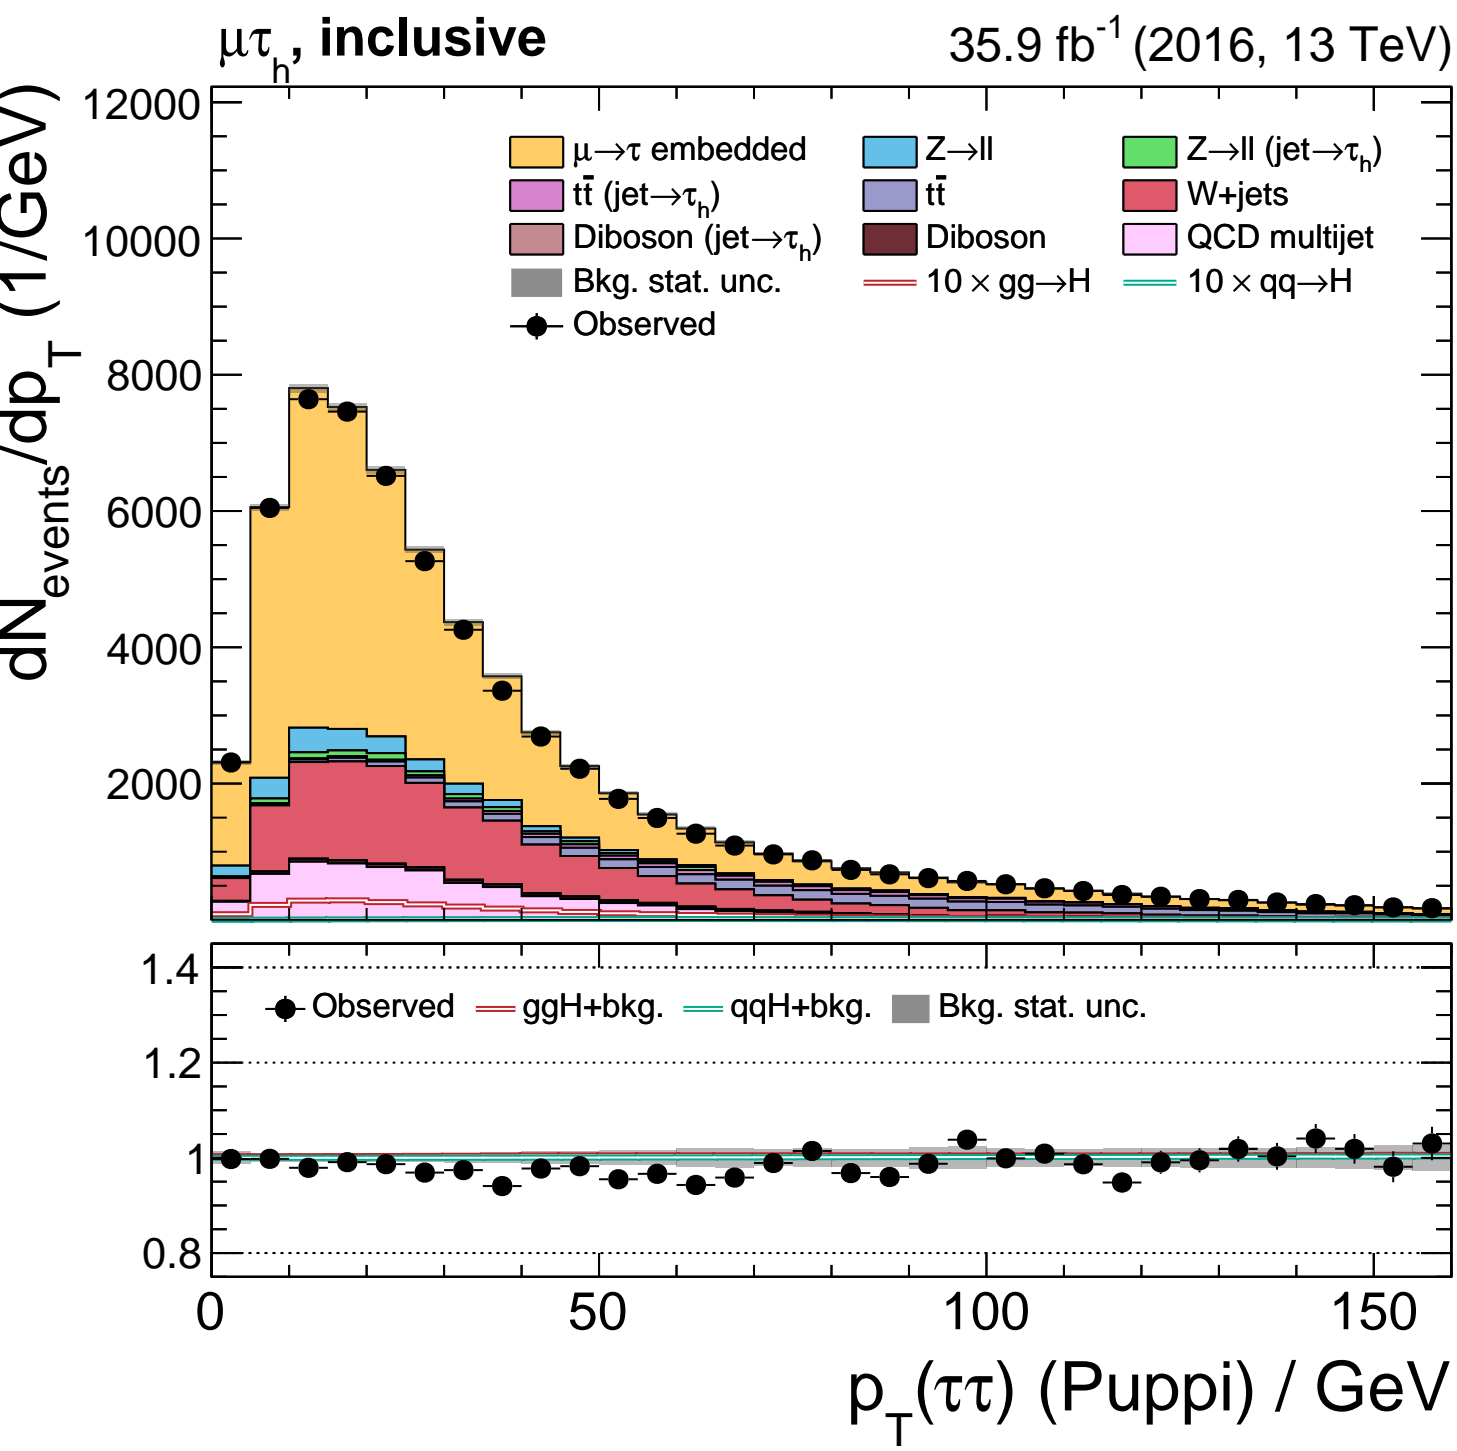 μτh, inclusive
35.9 fb-1 (2016, 13 TeV)
dNevents/dpT (1/GeV)
12000
10000
8000
6000
4000
2000
μ→τ embedded
Z→ll
Z→ll (jet→τh)
tt̄ (jet→τh)
tt̄
W+jets
Diboson (jet→τh)
Diboson
QCD multijet
Bkg. stat. unc.
10 × gg→H
10 × qq→H
Observed
1.4
1.2
1
0.8
Observed
ggH+bkg.
qqH+bkg.
Bkg. stat. unc.
0
50
100
150
pT(ττ) (Puppi) / GeV